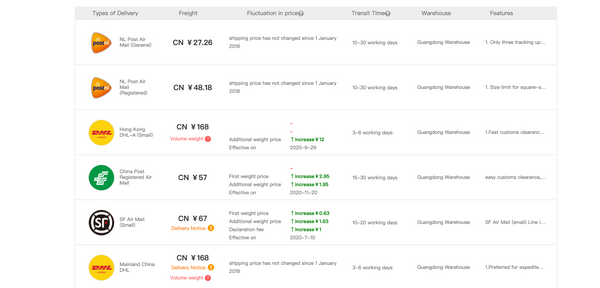 Types of Delivery Freight Fluctuation in price Transit Time Warehouse Features
NL Post Air Mail (General) CN ￥27.26 shipping price has not changed since 1 January 2018 10-30 working days Guangdong Warehouse 1. Only three tracking up...
NL Post Air Mail (Registered) CN ￥48.18 shipping price has not changed since 1 January 2018 10-30 working days Guangdong Warehouse 1. Size limit for square-s...
Hong Kong DHL-A (Small) CN ￥168
Volume weight
-
-
Additional weight price ↑increase￥12
Effective on 2020-9-29
3-6 working days Guangdong Warehouse 1.Fast customs clearanc...
China Post Registered Air Mail CN ￥57
-
First weight price ↑increase￥2.95
Additional weight price ↑increase￥1.95
Effective on 2020-11-20
15-30 working days Guangdong Warehouse easy customs clearance,...
SF Air Mail (Small) CN ￥67
Delivery Notice
First weight price ↑increase￥0.63
Additional weight price ↑increase￥1.63
Declaration fee ↑increase￥1
Effective on 2020-7-10
10-20 working days Guangdong Warehouse SF Air Mail (small) Line i...
Mainland China DHL CN ￥168
Delivery Notice
Volume weight
shipping price has not changed since 1 January 2018
3-6 working days Guangdong Warehouse 1.Preferred for expedite...